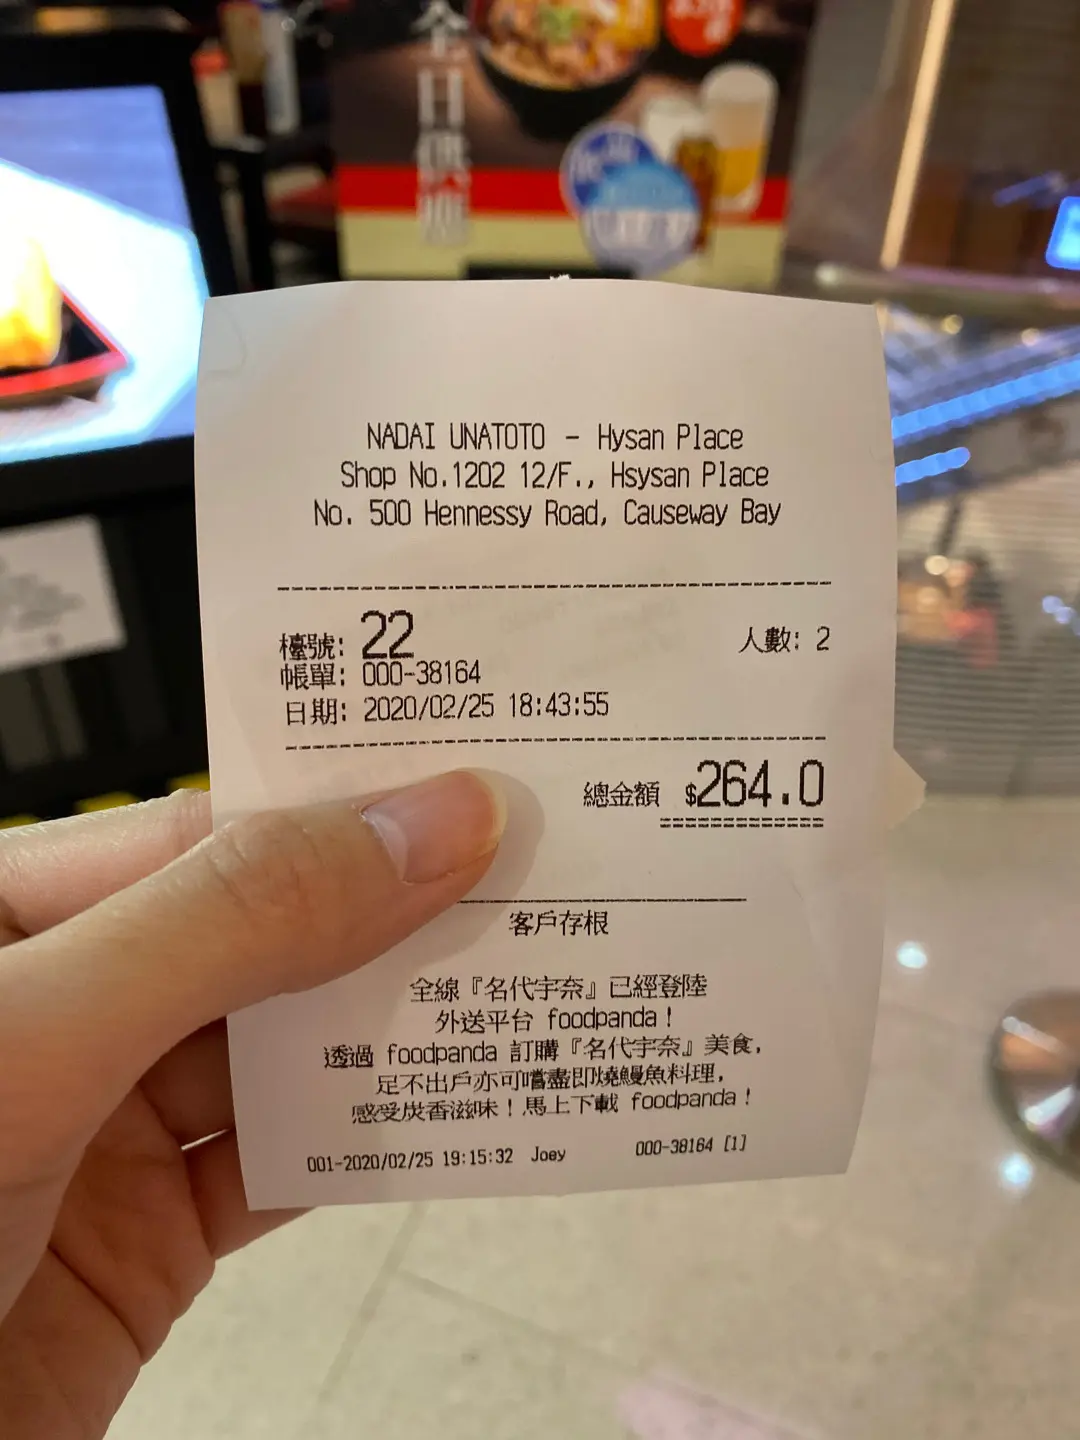 全日供應
NADAI UNATOTO - Hysan Place
Shop No.1202 12/F., Hsysan Place
No. 500 Hennessy Road, Causeway Bay
檯號: 22 人數: 2
帳單: 000-38164
日期: 2020/02/25 18:43:55
總金額 $264.0
客戶存根
全線『名代宇奈』已經登陸
外送平台 foodpanda!
透過 foodpanda 訂購『名代宇奈』美食,
足不出戶亦可嚐盡即燒鰻魚料理,
感受炭香滋味!馬上下載 foodpanda!
001-2020/02/25 19:15:32 Joey 000-38164 [1]